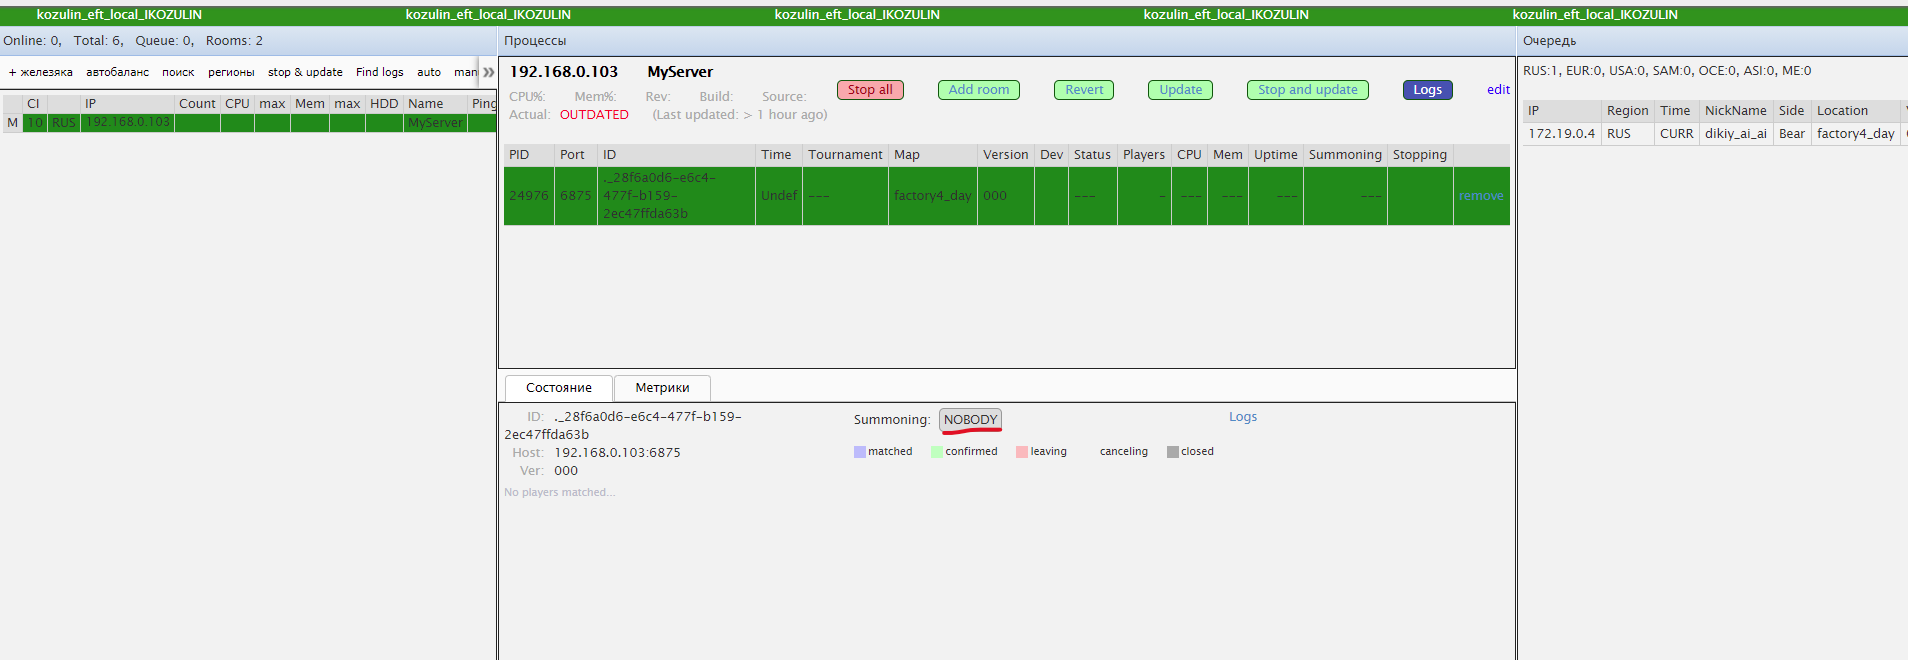 kozulin_eft_local_IKOZULIN kozulin_eft_local_IKOZULIN kozulin_eft_local_IKOZULIN kozulin_eft_local_IKOZULIN kozulin_eft_local_IKOZULIN
Online: 0, Total: 6, Queue: 0, Rooms: 2
+ железяка автобаланс поиск регионы stop & update Find logs auto man »
CI IP Count CPU max Mem max HDD Name Ping
M 10 RUS 192.168.0.103 MyServer
Процессы
192.168.0.103 MyServer
CPU%: Mem%: Rev: Build: Source:
Actual: OUTDATED (Last updated: > 1 hour ago)
Stop all Add room Revert Update Stop and update Logs edit
PID Port ID Time Tournament Map Version Dev Status Players CPU Mem Uptime Summoning Stopping
24976 6875 ._28f6a0d6-e6c4-
477f-b159-
2ec47ffda63b
Undef --- factory4_day 000 --- - --- --- --- --- remove
Состояние Метрики
ID: ._28f6a0d6-e6c4-477f-b159-
2ec47ffda63b
Host: 192.168.0.103:6875
Ver: 000
No players matched...
Summoning: NOBODY
matched confirmed leaving canceling closed
Logs
Очередь
RUS:1, EUR:0, USA:0, SAM:0, OCE:0, ASI:0, ME:0
IP Region Time NickName Side Location
172.19.0.4 RUS CURR dikiy_ai_ai Bear factory4_day